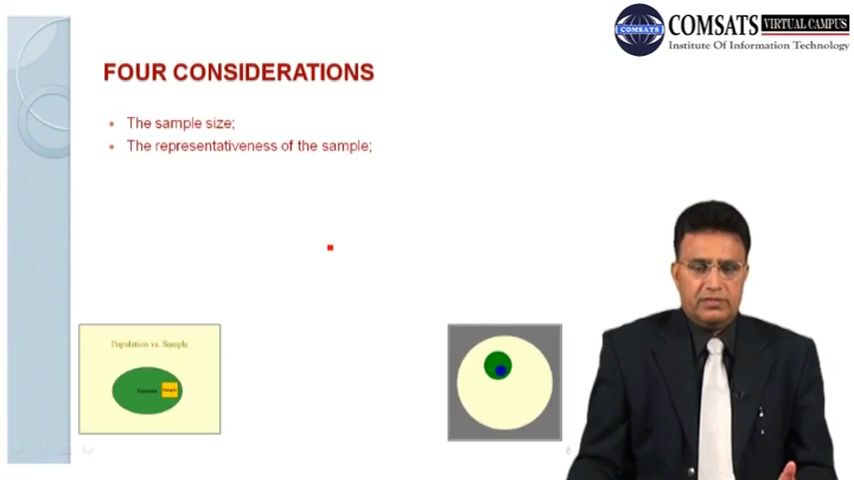 COMSATS
COMSATS VIRTUAL CAMPUS
Institute Of Information Technology
FOUR CONSIDERATIONS
The sample size;
The representativeness of the sample;
Population vs. Sample
Sample
6